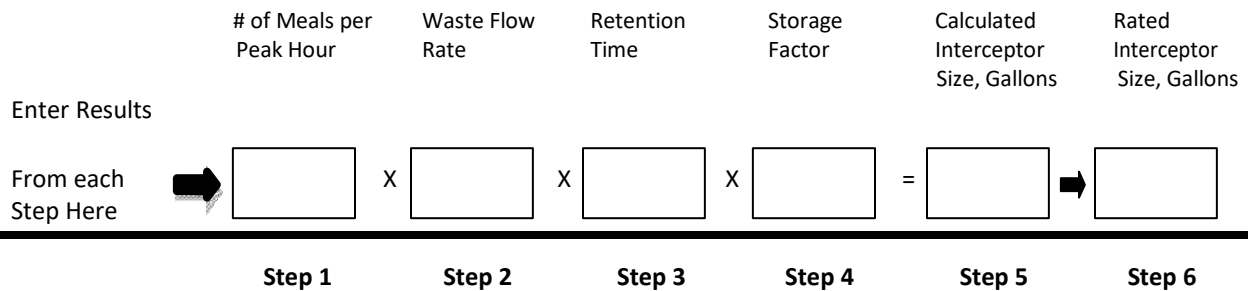 # of Meals per Waste Flow Retention Storage Calculated Rated
Peak Hour Rate Time Factor Interceptor Interceptor
Size, Gallons Size, Gallons
Enter Results
From each X X X =
Step Here
Step 1 Step 2 Step 3 Step 4 Step 5 Step 6